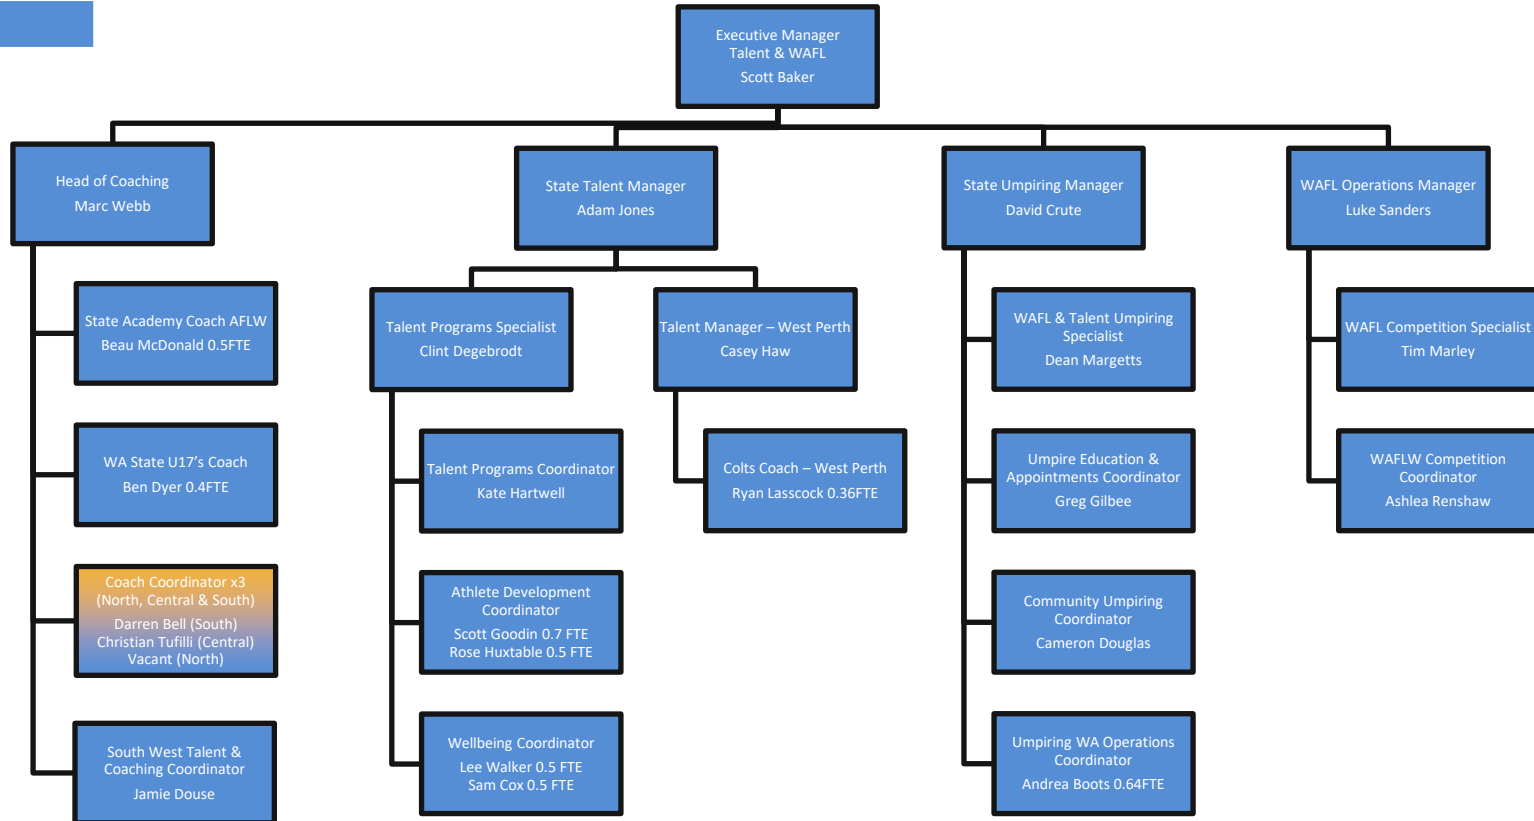 Executive Manager
Talent & WAFL
Scott Baker
Head of Coaching
Marc Webb
State Talent Manager
Adam Jones
State Umpiring Manager
David Crute
WAFL Operations Manager
Luke Sanders
State Academy Coach AFLW
Beau McDonald 0.5FTE
WA State U17’s Coach
Ben Dyer 0.4FTE
Coach Coordinator x3
(North, Central & South)
Darren Bell (South)
Christian Tufilli (Central)
Vacant (North)
South West Talent &
Coaching Coordinator
Jamie Douse
Talent Programs Specialist
Clint Degebrodt
Talent Programs Coordinator
Kate Hartwell
Athlete Development
Coordinator
Scott Goodin 0.7 FTE
Rose Huxtable 0.5 FTE
Wellbeing Coordinator
Lee Walker 0.5 FTE
Sam Cox 0.5 FTE
Talent Manager – West Perth
Casey Haw
Colts Coach – West Perth
Ryan Lasscock 0.36FTE
WAFL & Talent Umpiring
Specialist
Dean Margetts
Umpire Education &
Appointments Coordinator
Greg Gilbee
Community Umpiring
Coordinator
Cameron Douglas
Umpiring WA Operations
Coordinator
Andrea Boots 0.64FTE
WAFL Competition Specialist
Tim Marley
WAFLW Competition
Coordinator
Ashlea Renshaw